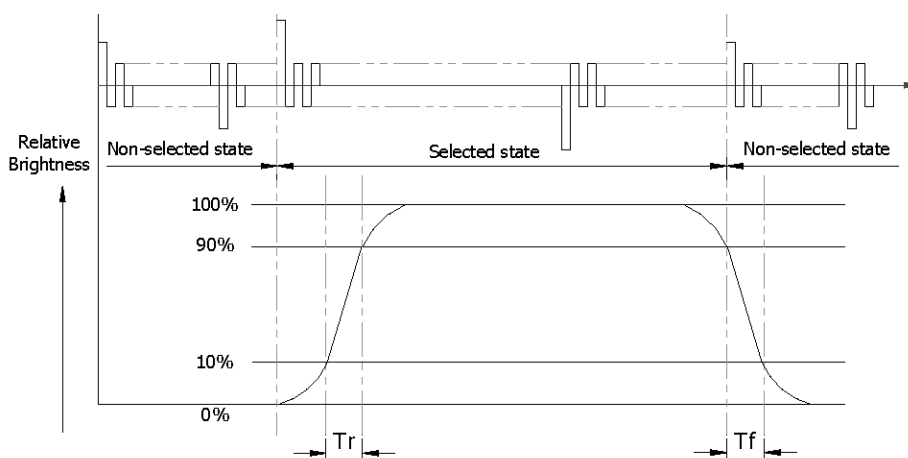 Relative
Brightness
Non-selected state
Selected state
Non-selected state
100%
90%
10%
0%
Tr
Tf